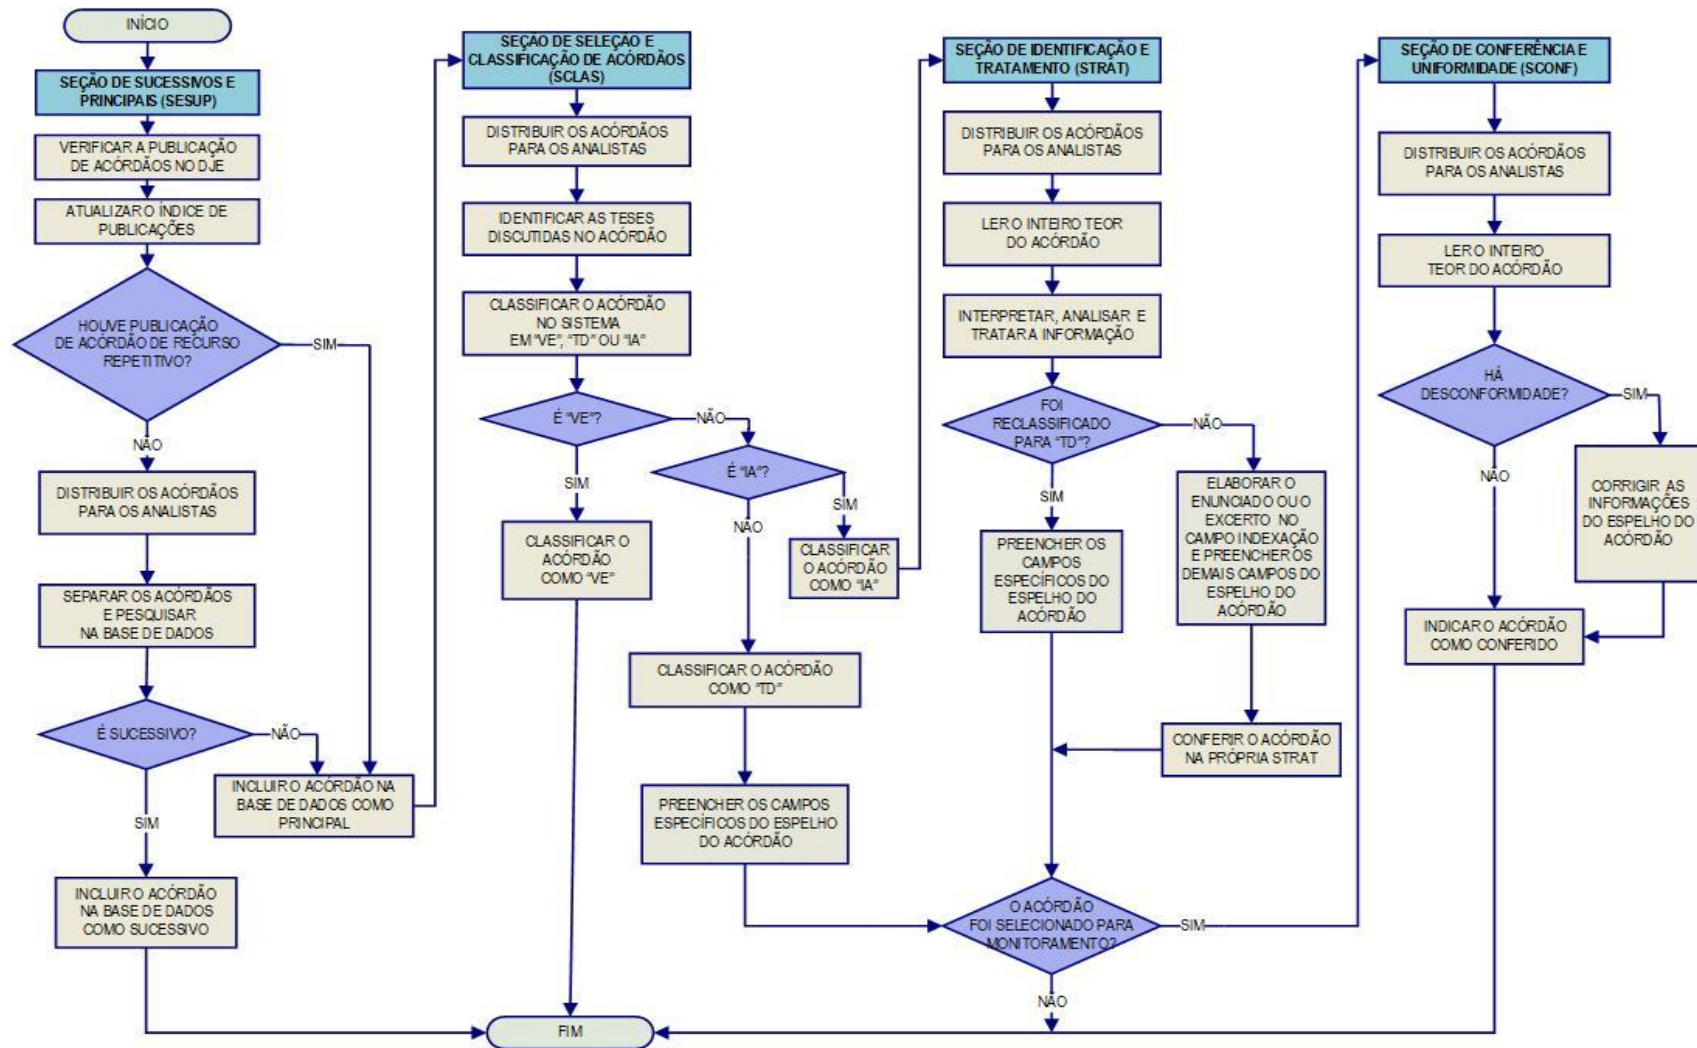 INÍCIO
SEÇÃO DE SUCESSIVOS E
PRINCIPAIS (SESUP)
VERIFICAR A PUBLICAÇÃO
DE ACÓRDÃOS NO DJE
ATUALIZAR O ÍNDICE DE
PUBLICAÇÕES
HOUVE PUBLICAÇÃO
DE ACÓRDÃO DE RECURSO
REPETITIVO?
SIM
NÃO
DISTRIBUIR OS ACÓRDÃOS
PARA OS ANALISTAS
SEPARAR OS ACÓRDÃOS
E PESQUISAR
NA BASE DE DADOS
É SUCESSIVO?
NÃO
SIM
INCLUIR O ACÓRDÃO NA
BASE DE DADOS COMO
PRINCIPAL
INCLUIR O ACÓRDÃO
NA BASE DE DADOS
COMO SUCESSIVO
SEÇÃO DE SELEÇÃO E
CLASSIFICAÇÃO DE ACÓRDÃOS
(SCLAS)
DISTRIBUIR OS ACÓRDÃOS
PARA OS ANALISTAS
IDENTIFICAR AS TESES
DISCUTIDAS NO ACÓRDÃO
CLASSIFICAR O ACÓRDÃO
NO SISTEMA
EM “VE”, “TD” OU “IA”
É “VE”?
NÃO
SIM
É “IA”?
SIM
NÃO
CLASSIFICAR O
ACÓRDÃO
COMO “VE”
CLASSIFICAR
O ACÓRDÃO
COMO “IA”
CLASSIFICAR O ACÓRDÃO
COMO “TD”
PREENCHER OS CAMPOS
ESPECÍFICOS DO ESPELHO
DO ACÓRDÃO
SEÇÃO DE IDENTIFICAÇÃO E
TRATAMENTO (STRAT)
DISTRIBUIR OS ACÓRDÃOS
PARA OS ANALISTAS
LER O INTEIRO TEOR
DO ACÓRDÃO
INTERPRETAR, ANALISAR E
TRATAR A INFORMAÇÃO
FOI
RECLASSIFICADO
PARA “TD”?
NÃO
SIM
PREENCHER OS
CAMPOS
ESPECÍFICOS DO
ESPELHO DO
ACÓRDÃO
ELABORAR O
ENUNCIADO OU O
EXCERTO NO
CAMPO INDEXAÇÃO
E PREENCHER OS
DEMAIS CAMPOS DO
ESPELHO DO
ACÓRDÃO
CONFERIR O ACÓRDÃO
NA PRÓPRIA STRAT
O ACÓRDÃO
FOI SELECIONADO PARA
MONITORAMENTO?
SIM
NÃO
SEÇÃO DE CONFERÊNCIA E
UNIFORMIDADE (SCONF)
DISTRIBUIR OS ACÓRDÃOS
PARA OS ANALISTAS
LER O INTEIRO
TEOR DO ACÓRDÃO
HÁ
DESCONFORMIDADE?
SIM
NÃO
CORRIGIR AS
INFORMAÇÕES
DO ESPELHO DO
ACÓRDÃO
INDICAR O ACÓRDÃO
COMO CONFERIDO
FIM